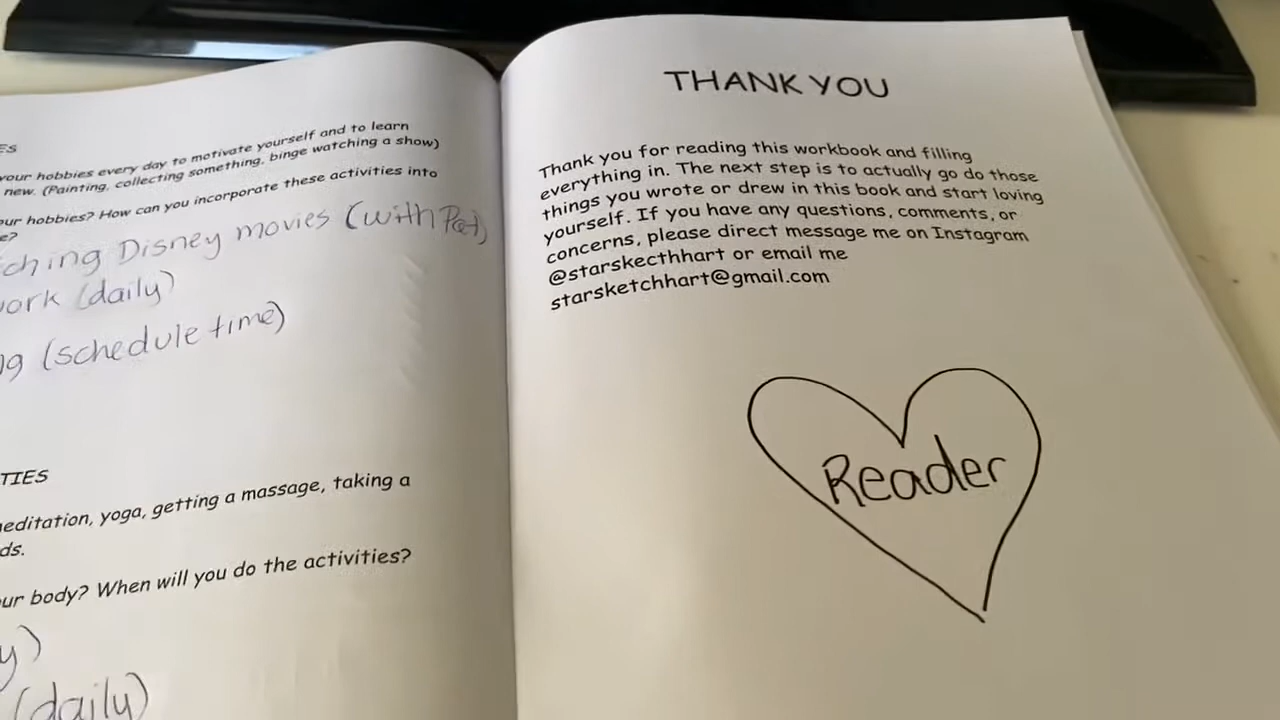 ES
your hobbies every day to motivate yourself and to learn
new. (Painting, collecting something, binge watching a show)
ur hobbies? How can you incorporate these activities into
e?
ching Disney movies (with Pat)
ork (daily)
g (schedule time)
TIES
editation, yoga, getting a massage, taking a
ds.
ur body? When will you do the activities?
y)
(daily)
THANK YOU
Thank you for reading this workbook and filling
everything in. The next step is to actually go do those
things you wrote or drew in this book and start loving
yourself. If you have any questions, comments, or
concerns, please direct message me on Instagram
@starskecthhart or email me
starsketchhart@gmail.com
Reader